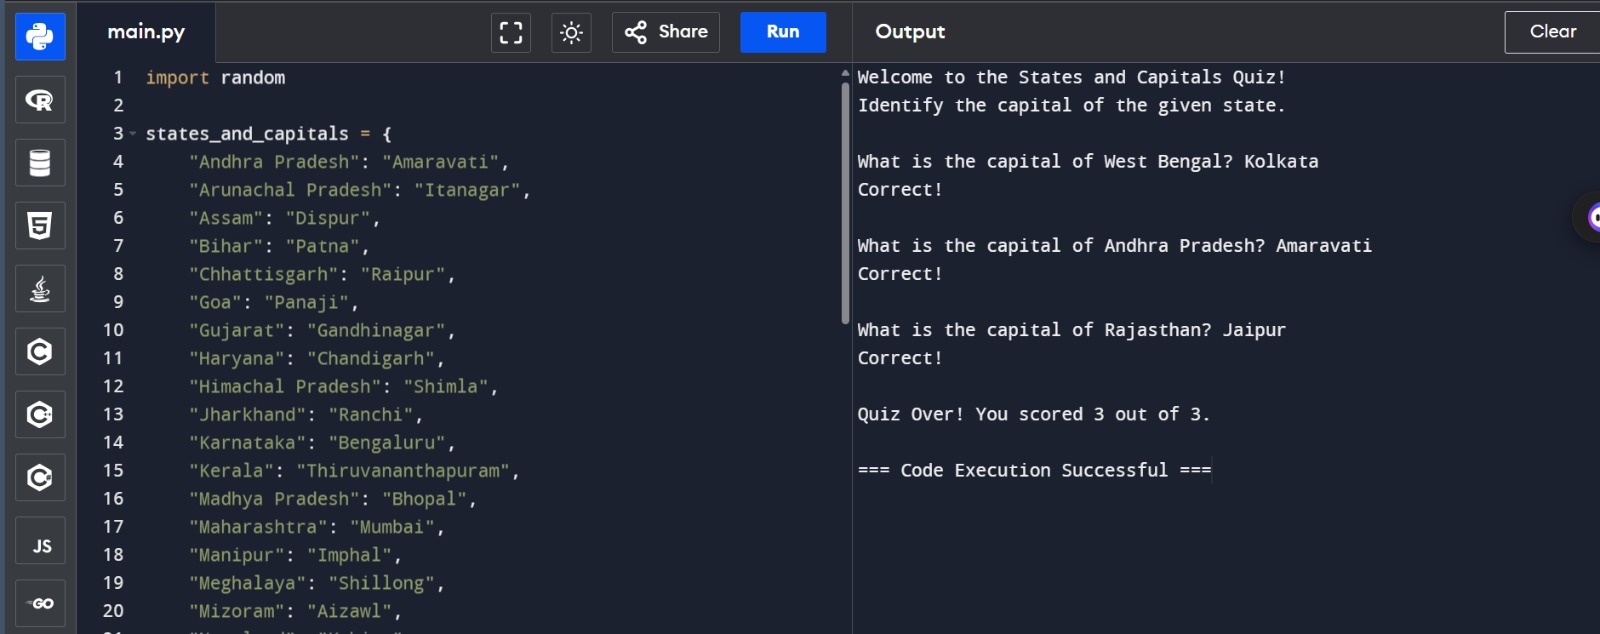 main.py
Share
Run
Output
Clear
1 import random
2
3 states_and_capitals = {
4 "Andhra Pradesh": "Amaravati",
5 "Arunachal Pradesh": "Itanagar",
6 "Assam": "Dispur",
7 "Bihar": "Patna",
8 "Chhattisgarh": "Raipur",
9 "Goa": "Panaji",
10 "Gujarat": "Gandhinagar",
11 "Haryana": "Chandigarh",
12 "Himachal Pradesh": "Shimla",
13 "Jharkhand": "Ranchi",
14 "Karnataka": "Bengaluru",
15 "Kerala": "Thiruvananthapuram",
16 "Madhya Pradesh": "Bhopal",
17 "Maharashtra": "Mumbai",
18 "Manipur": "Imphal",
19 "Meghalaya": "Shillong",
20 "Mizoram": "Aizawl",
Welcome to the States and Capitals Quiz!
Identify the capital of the given state.
What is the capital of West Bengal? Kolkata
Correct!
What is the capital of Andhra Pradesh? Amaravati
Correct!
What is the capital of Rajasthan? Jaipur
Correct!
Quiz Over! You scored 3 out of 3.
=== Code Execution Successful ===
R
5
C
C
C
JS
GO